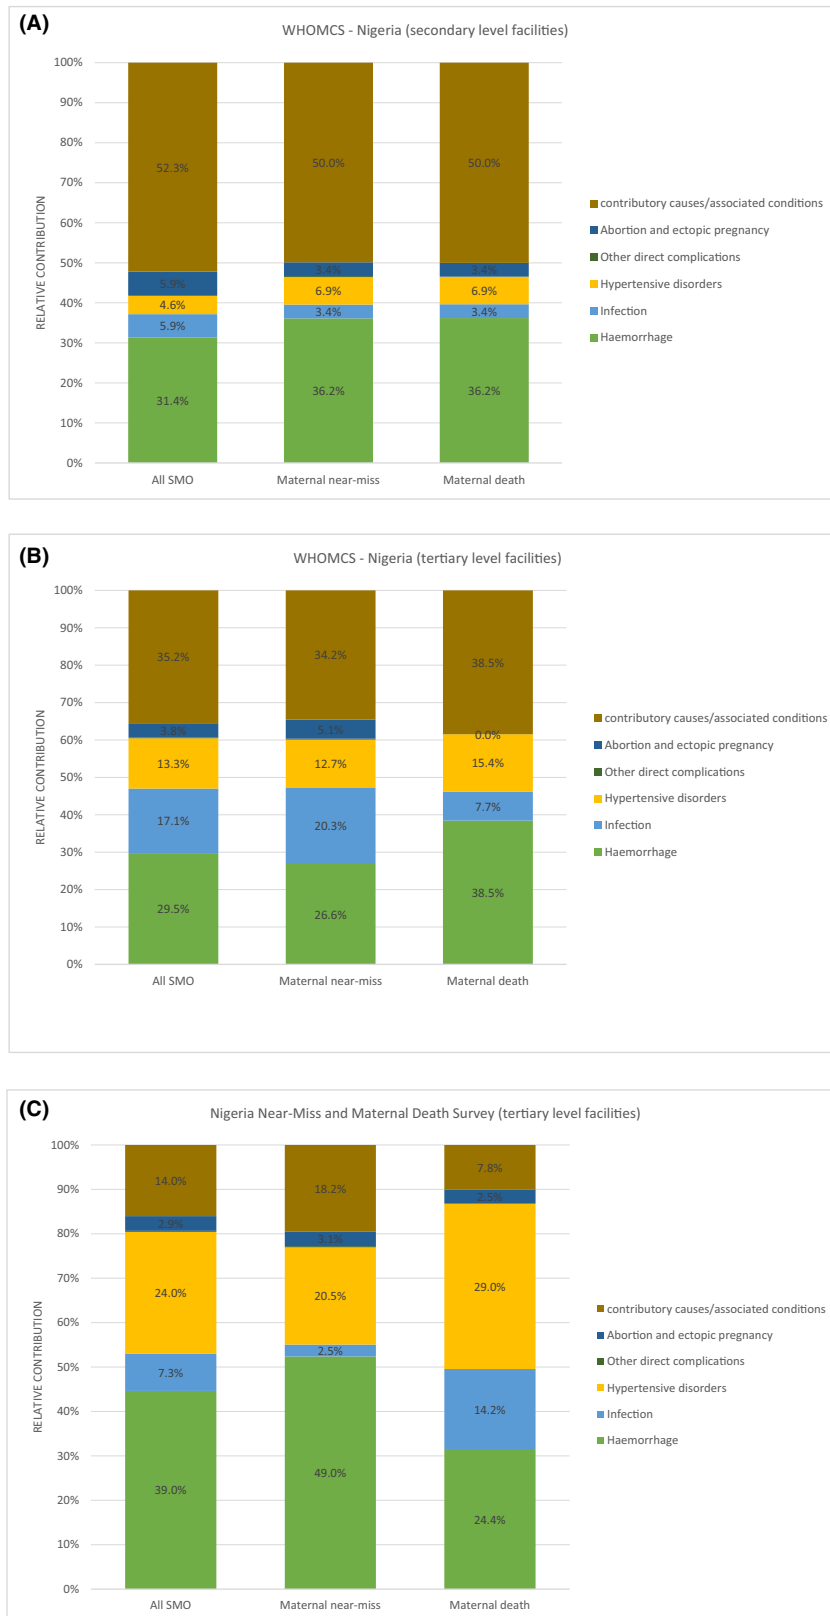 (A)
WHOMCS - Nigeria (secondary level facilities)
100%
90%
80%
70%
60%
50%
40%
30%
20%
10%
0%
RELATIVE CONTRIBUTION
52.3%
5.9%
4.6%
5.9%
31.4%
50.0%
3.4%
6.9%
3.4%
36.2%
50.0%
3.4%
6.9%
3.4%
36.2%
All SMO
Maternal near-miss
Maternal death
contributory causes/associated conditions
Abortion and ectopic pregnancy
Other direct complications
Hypertensive disorders
Infection
Haemorrhage
(B)
WHOMCS - Nigeria (tertiary level facilities)
100%
90%
80%
70%
60%
50%
40%
30%
20%
10%
0%
RELATIVE CONTRIBUTION
35.2%
3.8%
13.3%
17.1%
29.5%
34.2%
5.1%
12.7%
20.3%
26.6%
38.5%
0.0%
15.4%
7.7%
38.5%
All SMO
Maternal near-miss
Maternal death
contributory causes/associated conditions
Abortion and ectopic pregnancy
Other direct complications
Hypertensive disorders
Infection
Haemorrhage
(C)
Nigeria Near-Miss and Maternal Death Survey (tertiary level facilities)
100%
90%
80%
70%
60%
50%
40%
30%
20%
10%
0%
RELATIVE CONTRIBUTION
14.0%
2.9%
24.0%
7.3%
39.0%
18.2%
3.1%
20.5%
2.5%
49.0%
7.8%
2.5%
29.0%
14.2%
24.4%
All SMO
Maternal near-miss
Maternal death
contributory causes/associated conditions
Abortion and ectopic pregnancy
Other direct complications
Hypertensive disorders
Infection
Haemorrhage